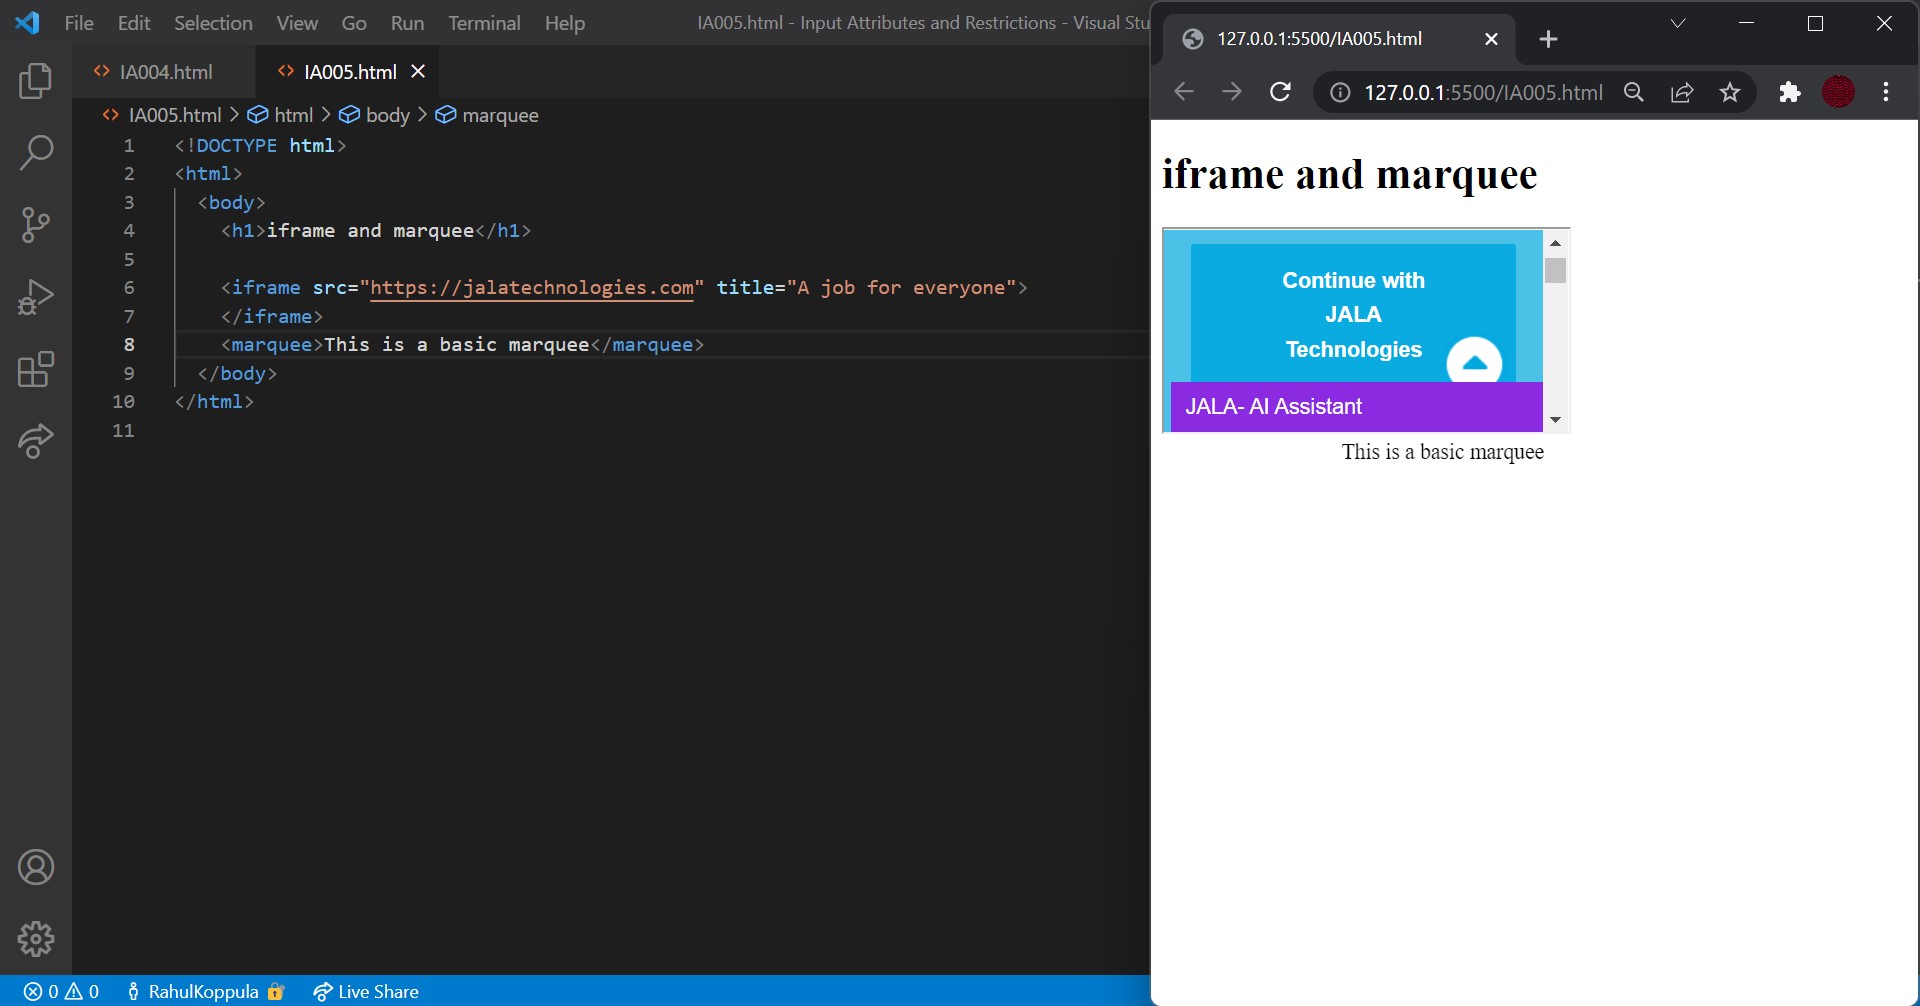 File Edit Selection View Go Run Terminal Help IA005.html - Input Attributes and Restrictions - Visual Stu
IA004.html IA005.html
IA005.html > html > body > marquee
1 <!DOCTYPE html>
2 <html>
3 <body>
4 <h1>iframe and marquee</h1>
5
6 <iframe src="https://jalatechnologies.com" title="A job for everyone">
7 </iframe>
8 <marquee>This is a basic marquee</marquee>
9 </body>
10 </html>
11
0 0 RahulKoppula Live Share
127.0.0.1:5500/IA005.html
127.0.0.1:5500/IA005.html
iframe and marquee
Continue with
JALA
Technologies
JALA- AI Assistant
This is a basic marquee